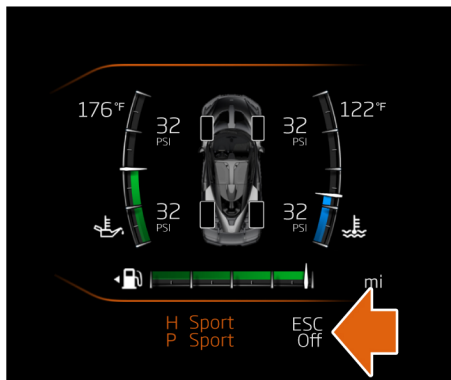 176°F
122°F
32
PSI
32
PSI
32
PSI
32
PSI
mi
H Sport
P Sport
ESC
Off